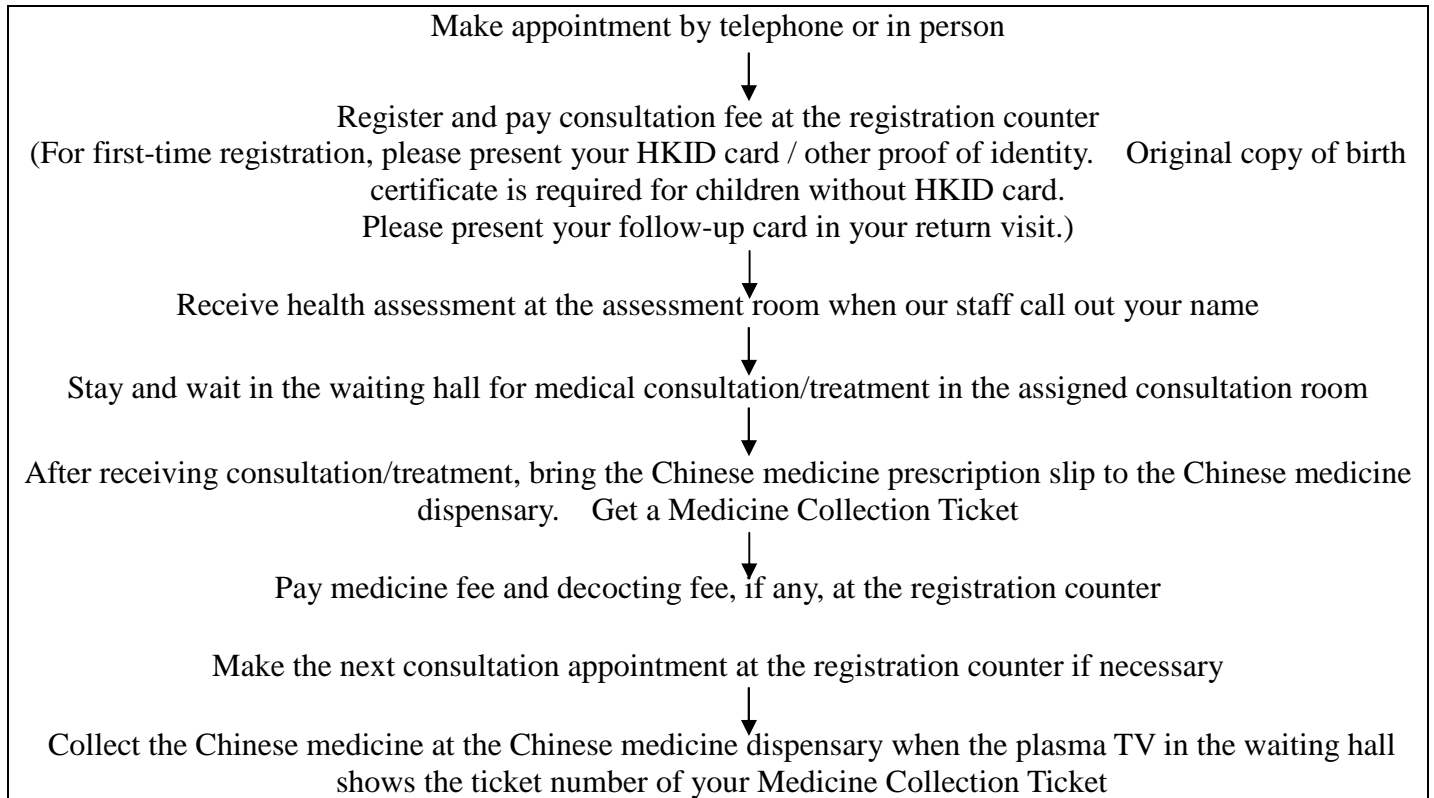 Make appointment by telephone or in person
Register and pay consultation fee at the registration counter
(For first-time registration, please present your HKID card / other proof of identity. Original copy of birth
certificate is required for children without HKID card.
Please present your follow-up card in your return visit.)
Receive health assessment at the assessment room when our staff call out your name
Stay and wait in the waiting hall for medical consultation/treatment in the assigned consultation room
After receiving consultation/treatment, bring the Chinese medicine prescription slip to the Chinese medicine
dispensary. Get a Medicine Collection Ticket
Pay medicine fee and decocting fee, if any, at the registration counter
Make the next consultation appointment at the registration counter if necessary
Collect the Chinese medicine at the Chinese medicine dispensary when the plasma TV in the waiting hall
shows the ticket number of your Medicine Collection Ticket